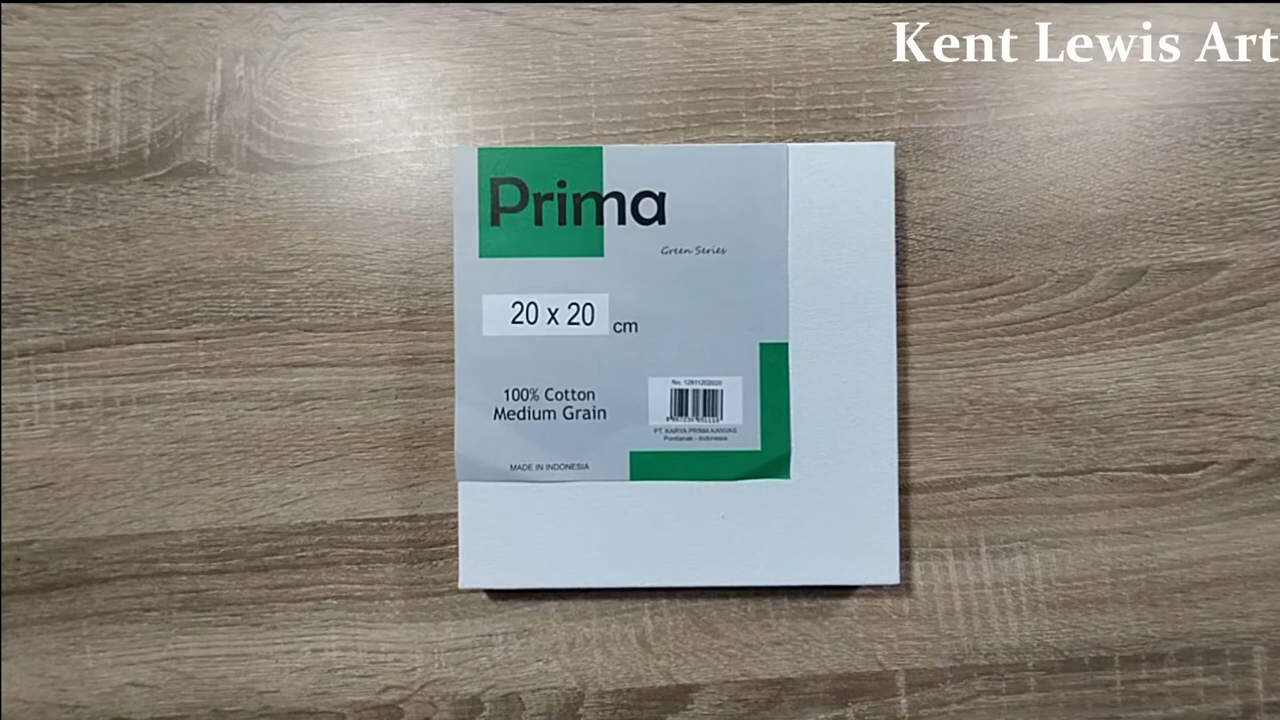 Kent Lewis Art
Prima
Green Series
20 x 20 cm
100% Cotton
Medium Grain
PT. KARYA PRIMA KANVAS
Pontianak - Indonesia
MADE IN INDONESIA